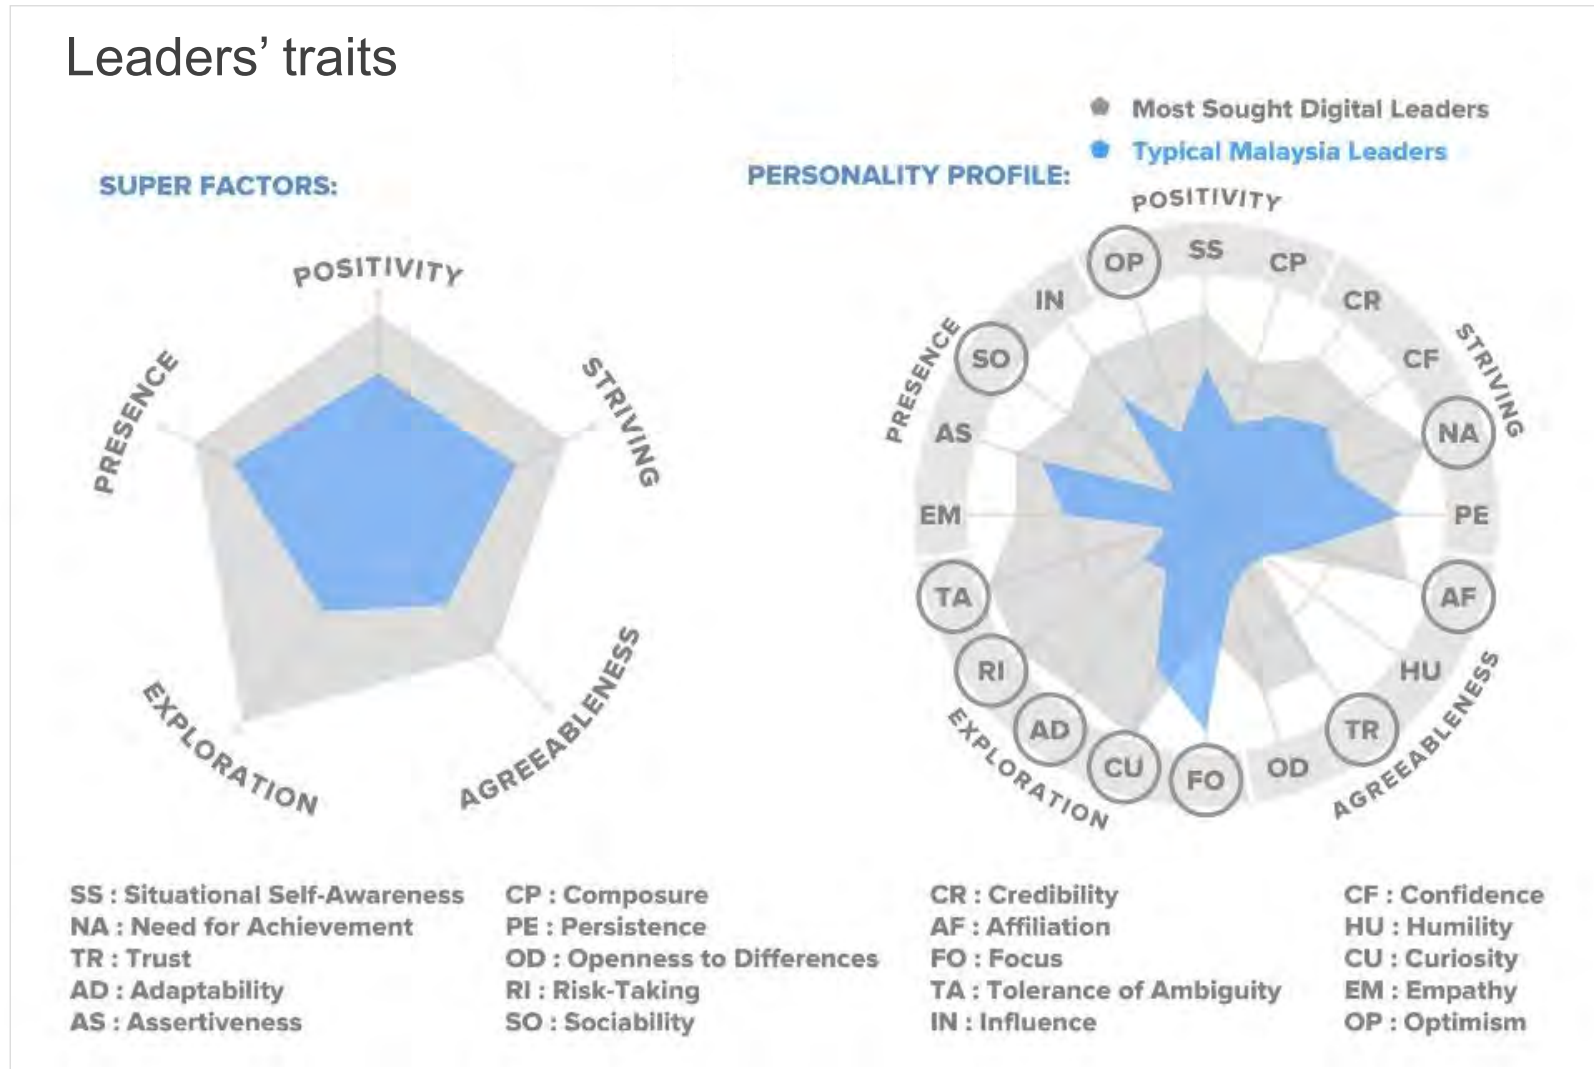 Leaders’ traits
Most Sought Digital Leaders
Typical Malaysia Leaders
SUPER FACTORS:
POSITIVITY
STRIVING
AGREEABLENESS
EXPLORATION
PRESENCE
PERSONALITY PROFILE:
POSITIVITY
STRIVING
AGREEABLENESS
EXPLORATION
PRESENCE
SS
CP
CR
CF
NA
PE
AF
HU
TR
OD
FO
CU
AD
RI
TA
EM
AS
SO
IN
OP
SS : Situational Self-Awareness CP : Composure CR : Credibility CF : Confidence
NA : Need for Achievement PE : Persistence AF : Affiliation HU : Humility
TR : Trust OD : Openness to Differences FO : Focus CU : Curiosity
AD : Adaptability RI : Risk-Taking TA : Tolerance of Ambiguity EM : Empathy
AS : Assertiveness SO : Sociability IN : Influence OP : Optimism